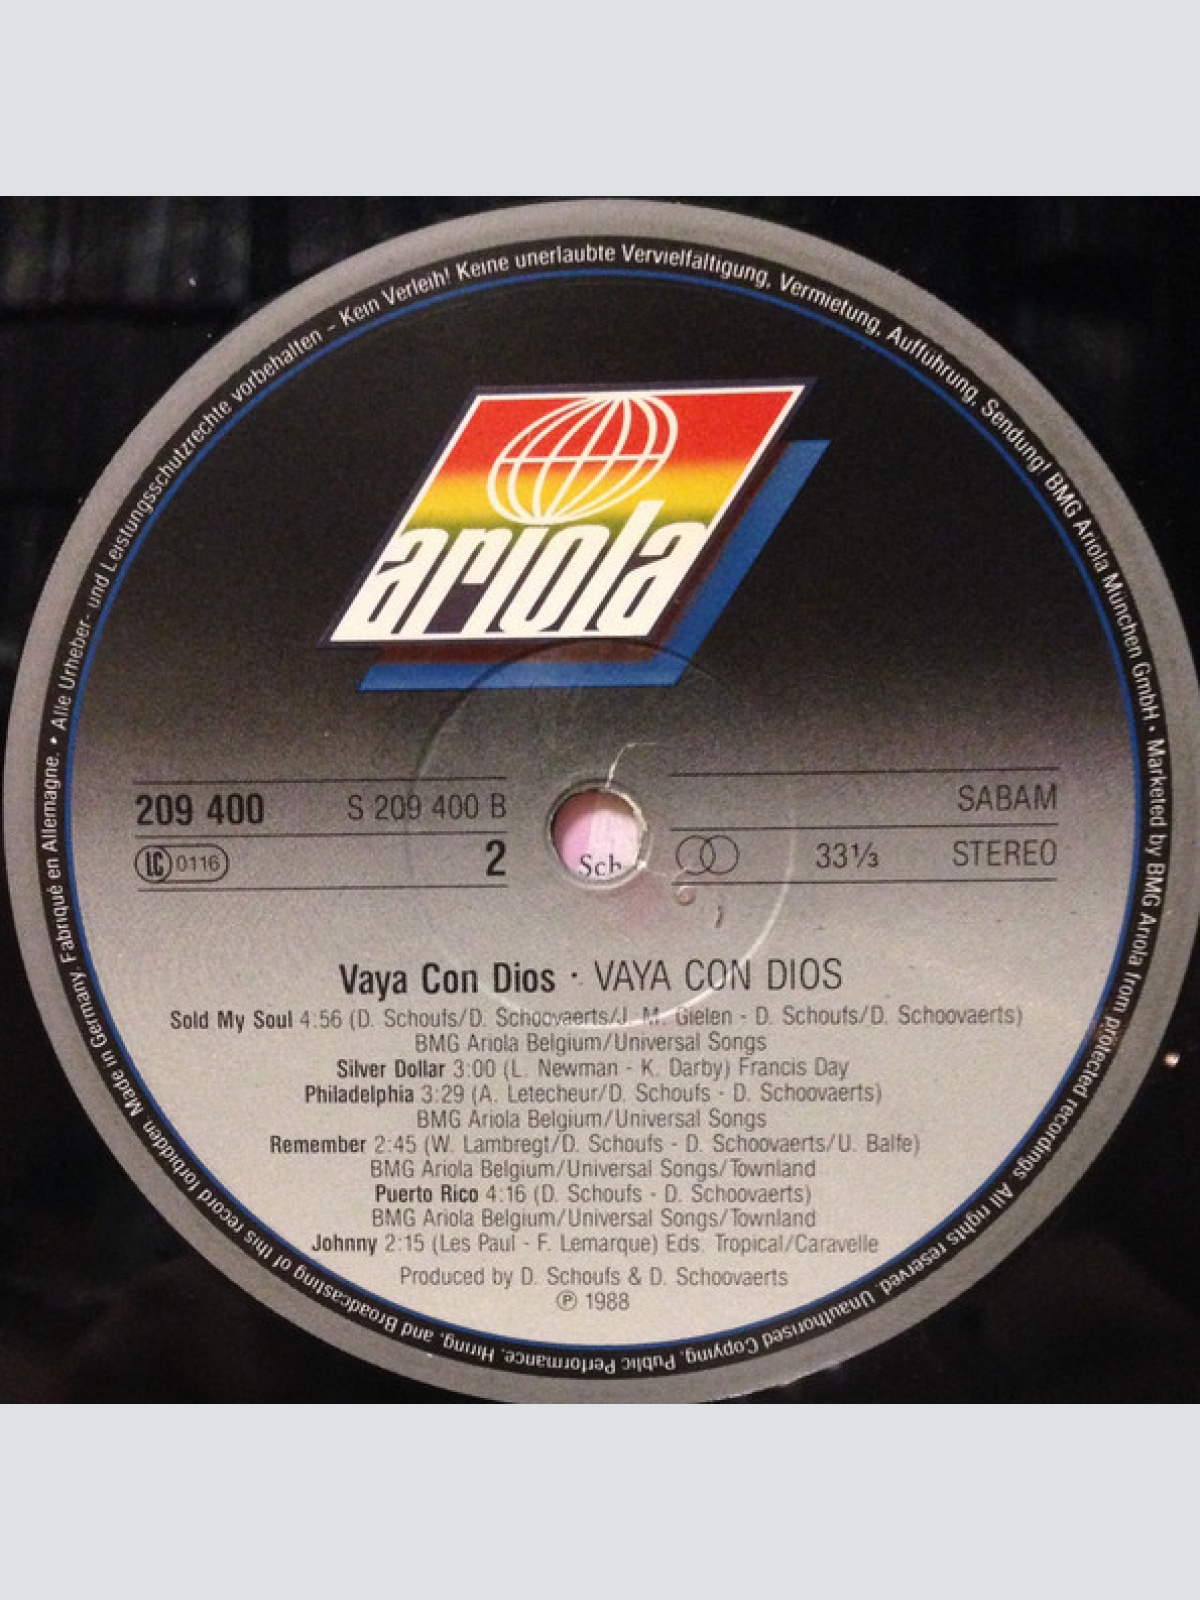 Alle Urheber- und Leistungsschutzrechte vorbehalten - Kein Verleih! Keine unerlaubte Vervielfältigung, Vermietung, Aufführung, Sendung! BMG Ariola München GmbH • Marketed by BMG Ariola from protected recordings. All rights reserved. Unauthorised Copying, Public Performance, Hiring, and Broadcasting of this record forbidden. Made in Germany. Fabriqué en Allemagne. •
ariola
209 400 S 209 400 B SABAM
LC 0116 2 33⅓ STEREO
Sch
Vaya Con Dios · VAYA CON DIOS
Sold My Soul 4:56 (D. Schoufs/D. Schoovaerts/J. M. Gielen - D. Schoufs/D. Schoovaerts)
BMG Ariola Belgium/Universal Songs
Silver Dollar 3:00 (L. Newman - K. Darby) Francis Day
Philadelphia 3:29 (A. Letecheur/D. Schoufs - D. Schoovaerts)
BMG Ariola Belgium/Universal Songs
Remember 2:45 (W. Lambregt/D. Schoufs - D. Schoovaerts/U. Balfe)
BMG Ariola Belgium/Universal Songs/Townland
Puerto Rico 4:16 (D. Schoufs - D. Schoovaerts)
BMG Ariola Belgium/Universal Songs/Townland
Johnny 2:15 (Les Paul - F. Lemarque) Eds. Tropical/Caravelle
Produced by D. Schoufs & D. Schoovaerts
℗ 1988